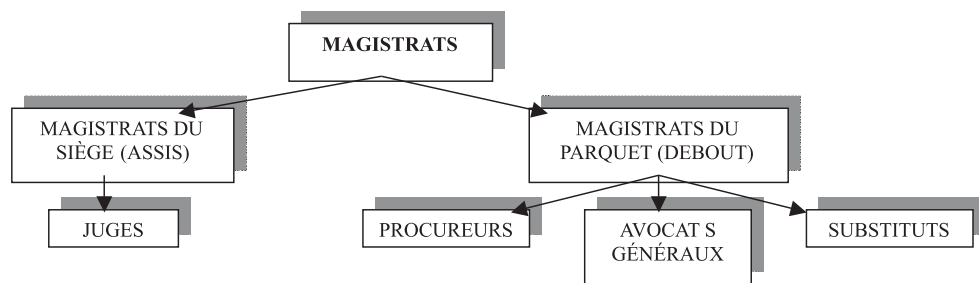 MAGISTRATS
MAGISTRATS DU
SIÈGE (ASSIS)
MAGISTRATS DU
PARQUET (DEBOUT)
JUGES
PROCUREURS
AVOCAT S
GÉNÉRAUX
SUBSTITUTS